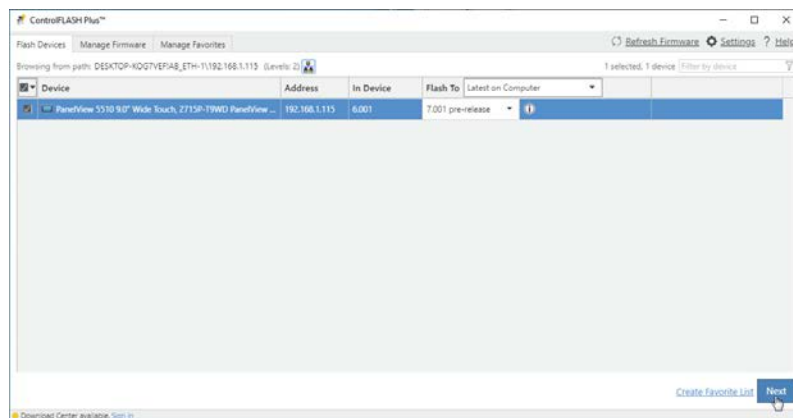 ControlFLASH Plus™
Flash Devices Manage Firmware Manage Favorites Refresh Firmware Settings ? Help
Browsing from path: DESKTOP-KOG7VEF\AB_ETH-1\192.168.1.115 (Levels: 2) 1 selected, 1 device Filter by device
Device Address In Device Flash To Latest on Computer
PanelView 5510 9.0" Wide Touch, 2715P-T9WD PanelView ... 192.168.1.115 6.001 7.001 pre-release
Create Favorite List Next
Download Center available. Sign in